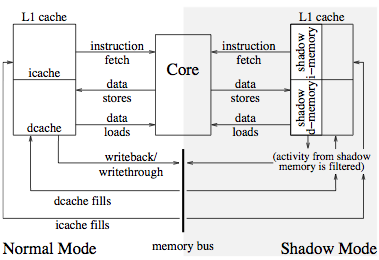 L1 cache
L1 cache
instruction
fetch
instruction
fetch
Core
icache
data
stores
data
stores
dcache
data
loads
data
loads
shadow
i-memory
shadow
d-memory
writeback/
writethrough
(activity from shadow
memory is filtered)
dcache fills
icache fills
Normal Mode
memory bus
Shadow Mode